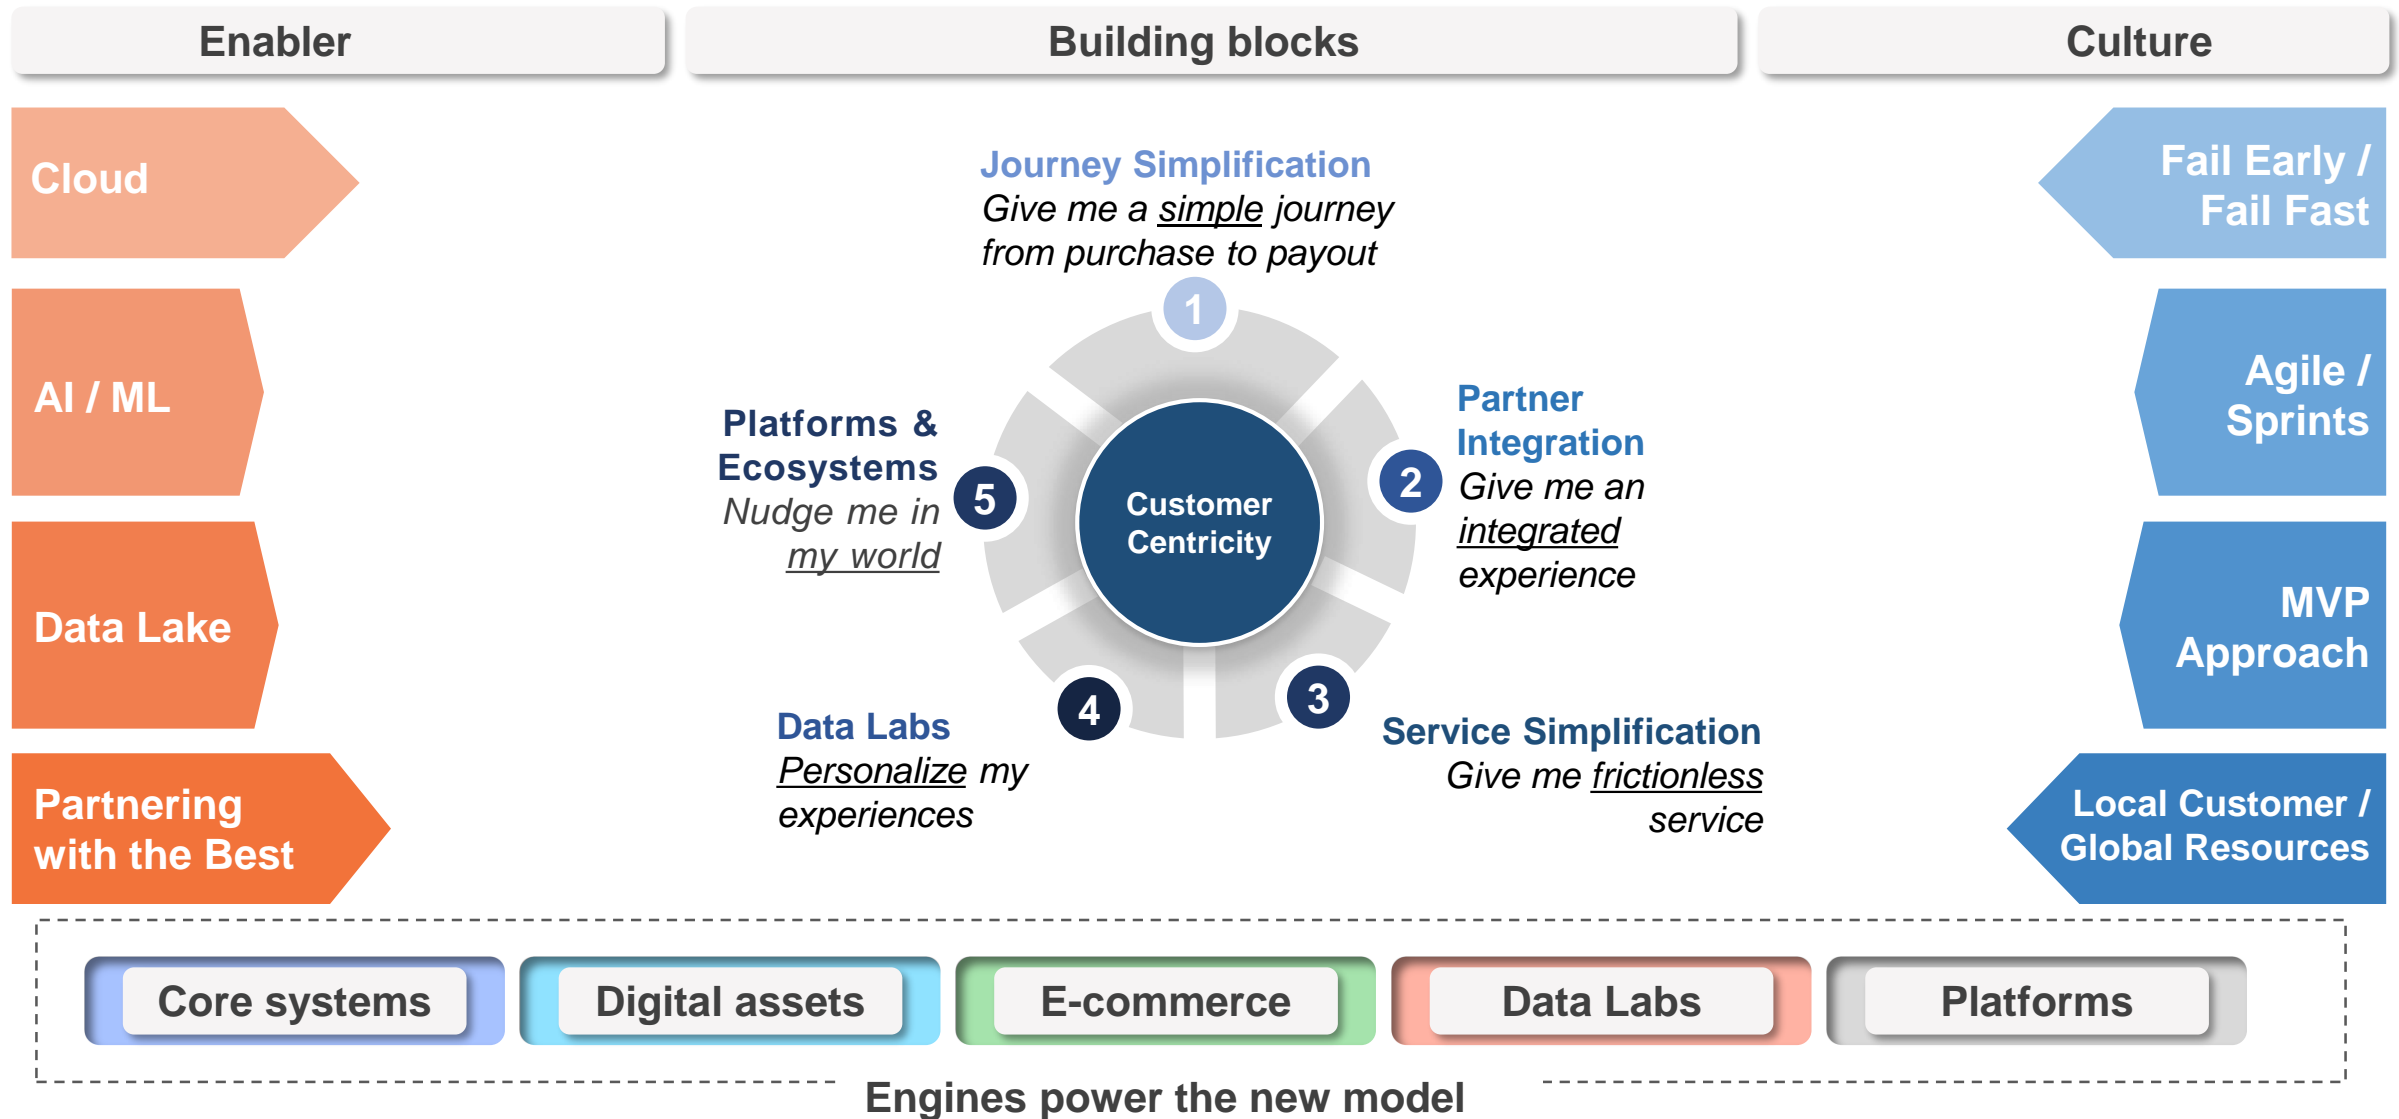 Enabler
Building blocks
Culture
Cloud
AI / ML
Data Lake
Partnering
with the Best
Journey Simplification
Give me a simple journey
from purchase to payout
1
Partner
Integration
Give me an
integrated
experience
2
Service Simplification
Give me frictionless
service
3
Data Labs
Personalize my
experiences
4
Platforms &
Ecosystems
Nudge me in
my world
5
Customer
Centricity
Fail Early /
Fail Fast
Agile /
Sprints
MVP
Approach
Local Customer /
Global Resources
Core systems
Digital assets
E-commerce
Data Labs
Platforms
Engines power the new model